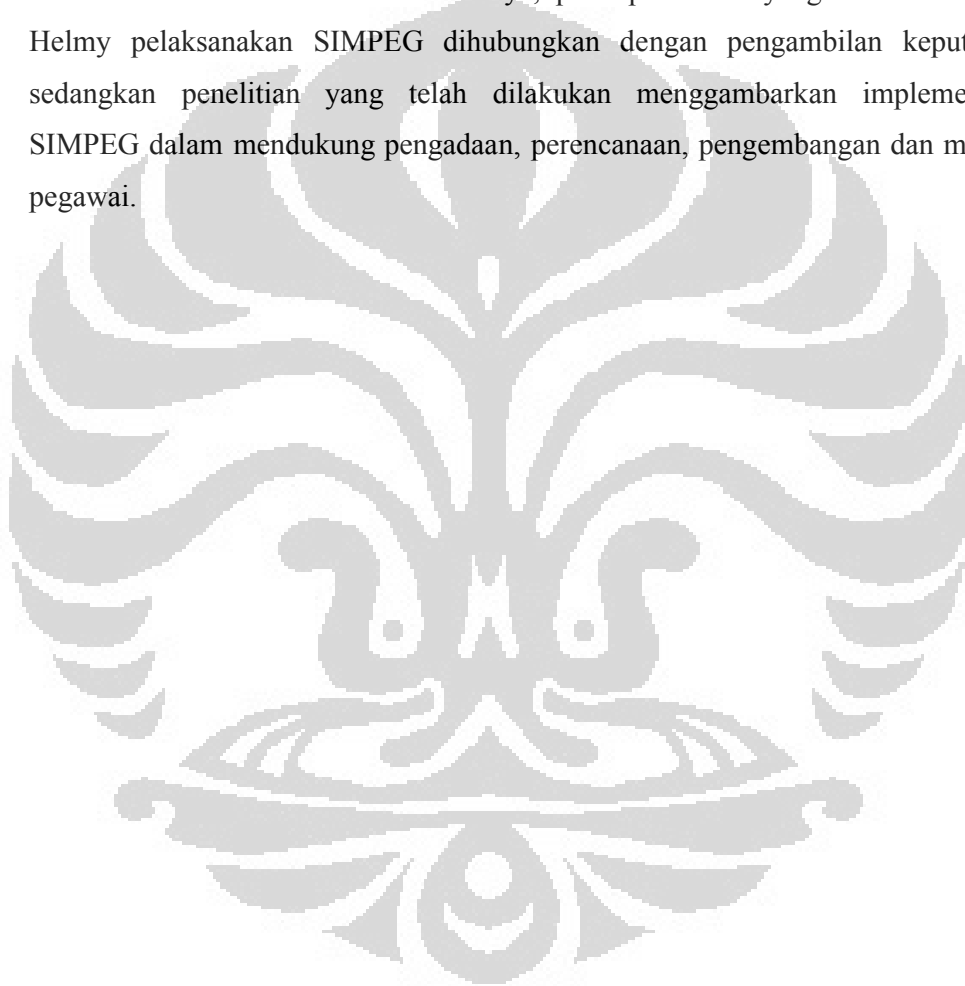 Helmy pelaksanakan SIMPEG dihubungkan dengan pengambilan keput
sedangkan penelitian yang telah dilakukan menggambarkan impleme
SIMPEG dalam mendukung pengadaan, perencanaan, pengembangan dan m
pegawai.